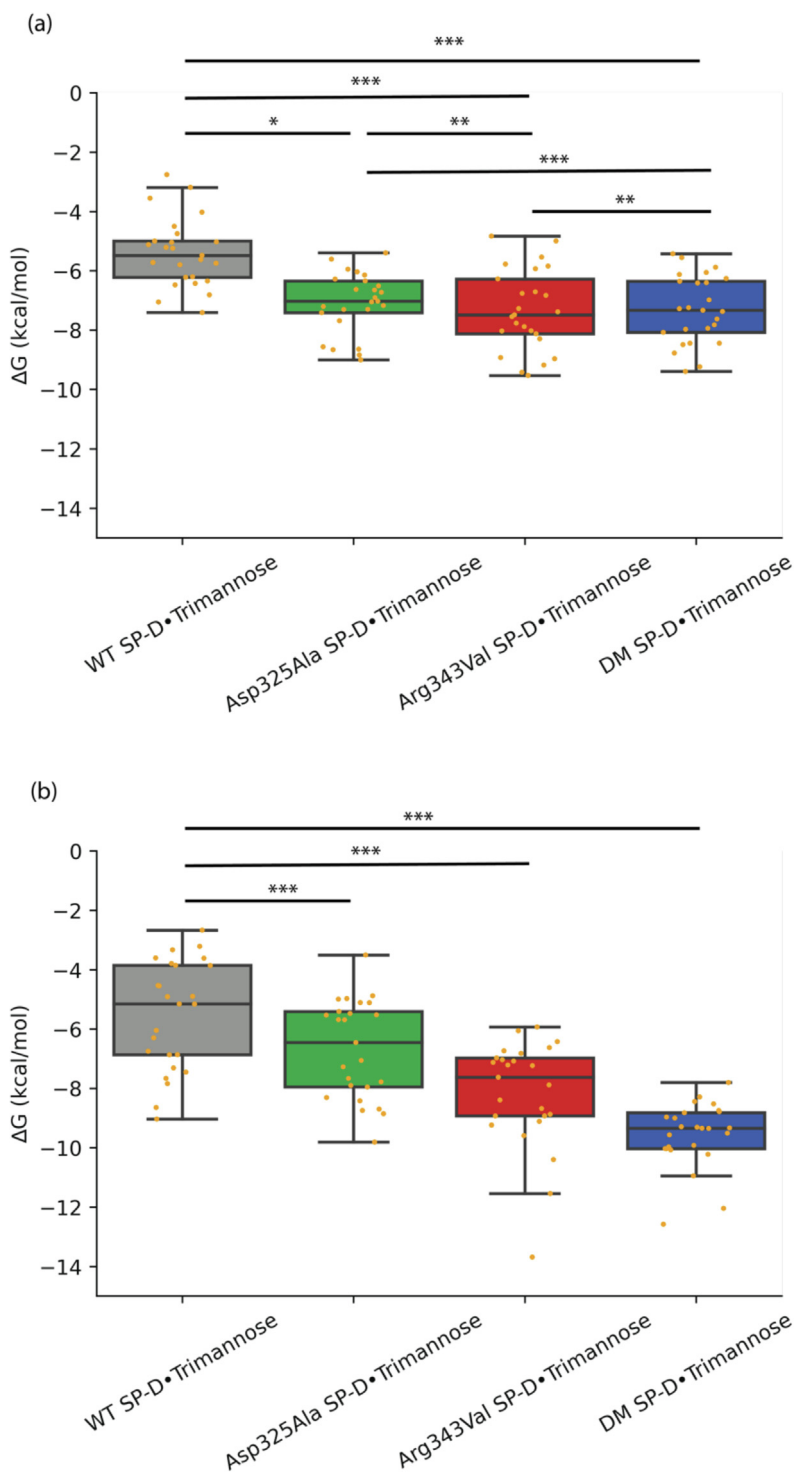 (a)
***
***
*
**
***
**
0
−2
−4
−6
−8
−10
−12
−14
ΔG (kcal/mol)
WT SP-D•Trimannose
Asp325Ala SP-D•Trimannose
Arg343Val SP-D•Trimannose
DM SP-D•Trimannose
(b)
***
***
***
0
−2
−4
−6
−8
−10
−12
−14
ΔG (kcal/mol)
WT SP-D•Trimannose
Asp325Ala SP-D•Trimannose
Arg343Val SP-D•Trimannose
DM SP-D•Trimannose